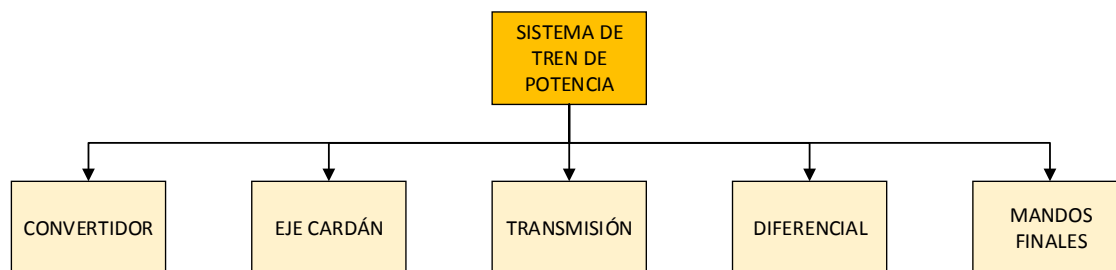 SISTEMA DE
TREN DE
POTENCIA
CONVERTIDOR
EJE CARDÁN
TRANSMISIÓN
DIFERENCIAL
MANDOS
FINALES